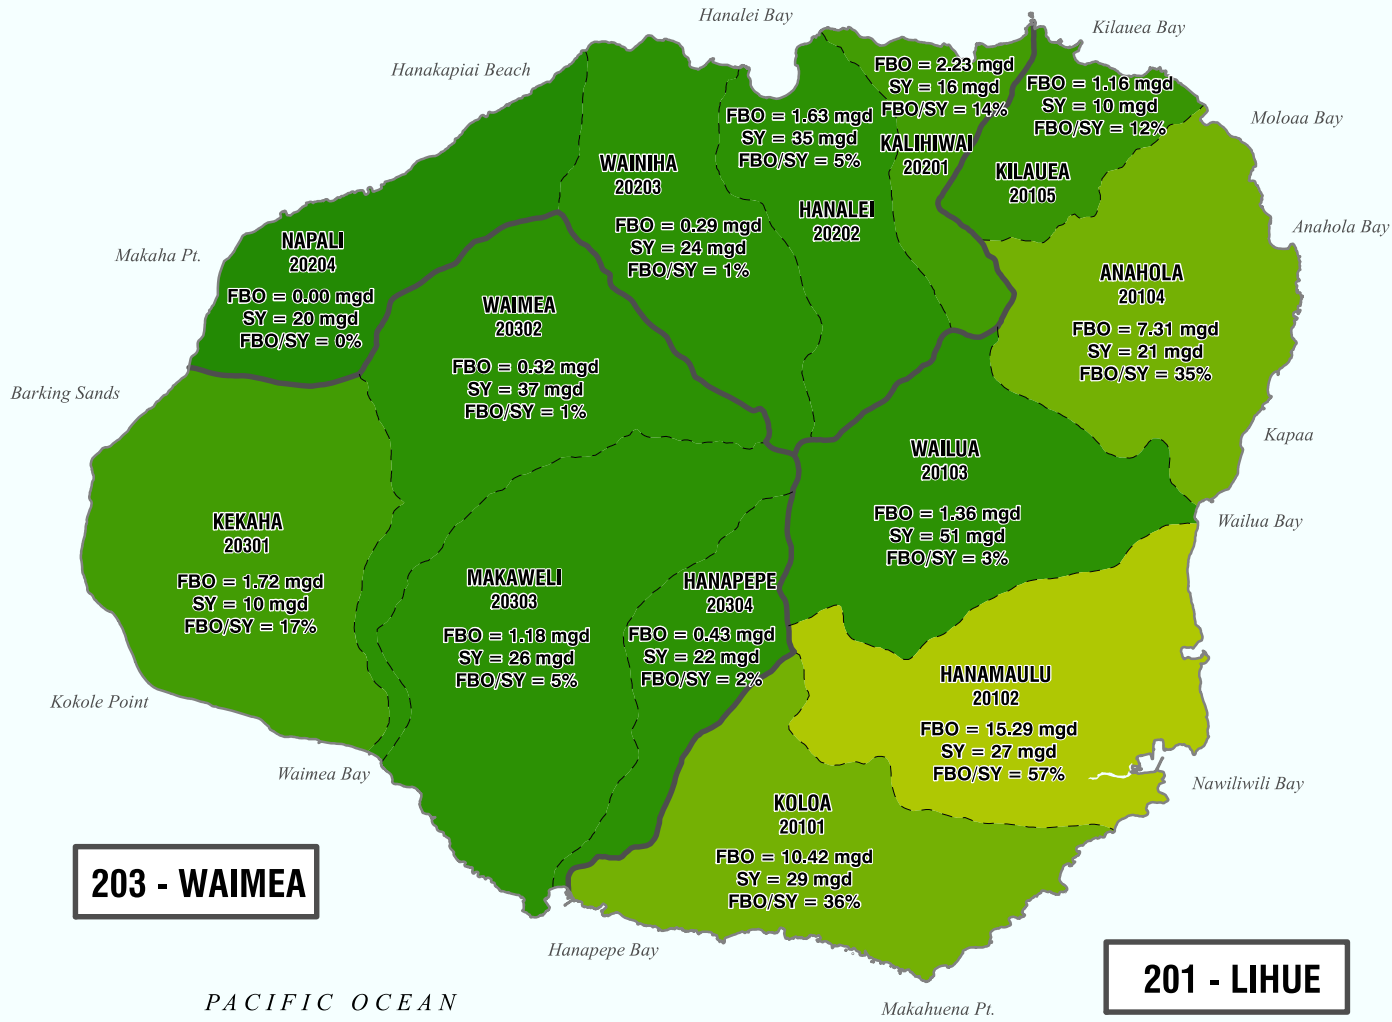 Hanalei Bay
Kilauea Bay
Hanakapiai Beach
Moloaa Bay
Makaha Pt.
Anahola Bay
Barking Sands
Kapaa
Wailua Bay
Kokole Point
Waimea Bay
Nawiliwili Bay
Hanapepe Bay
Makahuena Pt.
PACIFIC OCEAN
FBO = 2.23 mgd
SY = 16 mgd
FBO/SY = 14%
KALIHIWAI
20201
FBO = 1.16 mgd
SY = 10 mgd
FBO/SY = 12%
KILAUEA
20105
FBO = 1.63 mgd
SY = 35 mgd
FBO/SY = 5%
HANALEI
20202
WAINIHA
20203
FBO = 0.29 mgd
SY = 24 mgd
FBO/SY = 1%
NAPALI
20204
FBO = 0.00 mgd
SY = 20 mgd
FBO/SY = 0%
WAIMEA
20302
FBO = 0.32 mgd
SY = 37 mgd
FBO/SY = 1%
ANAHOLA
20104
FBO = 7.31 mgd
SY = 21 mgd
FBO/SY = 35%
WAILUA
20103
FBO = 1.36 mgd
SY = 51 mgd
FBO/SY = 3%
KEKAHA
20301
FBO = 1.72 mgd
SY = 10 mgd
FBO/SY = 17%
MAKAWELI
20303
FBO = 1.18 mgd
SY = 26 mgd
FBO/SY = 5%
HANAPEPE
20304
FBO = 0.43 mgd
SY = 22 mgd
FBO/SY = 2%
HANAMAULU
20102
FBO = 15.29 mgd
SY = 27 mgd
FBO/SY = 57%
KOLOA
20101
FBO = 10.42 mgd
SY = 29 mgd
FBO/SY = 36%
203 - WAIMEA
201 - LIHUE